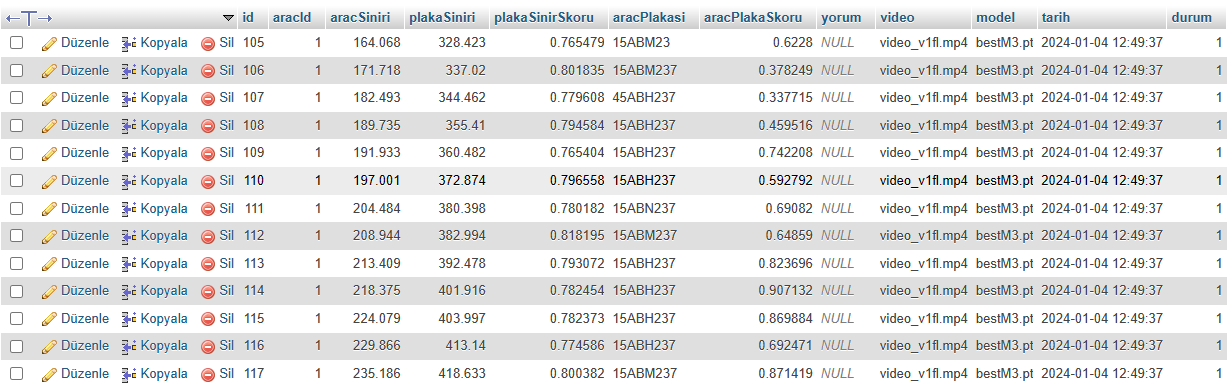 id aracId aracSiniri plakaSiniri plakaSinirSkoru aracPlakasi aracPlakaSkoru yorum video model tarih durum
Düzenle Kopyala Sil 105 1 164.068 328.423 0.765479 15ABM23 0.6228 NULL video_v1fl.mp4 bestM3.pt 2024-01-04 12:49:37 1
Düzenle Kopyala Sil 106 1 171.718 337.02 0.801835 15ABM237 0.378249 NULL video_v1fl.mp4 bestM3.pt 2024-01-04 12:49:37 1
Düzenle Kopyala Sil 107 1 182.493 344.462 0.779608 45ABH237 0.337715 NULL video_v1fl.mp4 bestM3.pt 2024-01-04 12:49:37 1
Düzenle Kopyala Sil 108 1 189.735 355.41 0.794584 15ABH237 0.459516 NULL video_v1fl.mp4 bestM3.pt 2024-01-04 12:49:37 1
Düzenle Kopyala Sil 109 1 191.933 360.482 0.765404 15ABH237 0.742208 NULL video_v1fl.mp4 bestM3.pt 2024-01-04 12:49:37 1
Düzenle Kopyala Sil 110 1 197.001 372.874 0.796558 15ABH237 0.592792 NULL video_v1fl.mp4 bestM3.pt 2024-01-04 12:49:37 1
Düzenle Kopyala Sil 111 1 204.484 380.398 0.780182 15ABN237 0.69082 NULL video_v1fl.mp4 bestM3.pt 2024-01-04 12:49:37 1
Düzenle Kopyala Sil 112 1 208.944 382.994 0.818195 15ABM237 0.64859 NULL video_v1fl.mp4 bestM3.pt 2024-01-04 12:49:37 1
Düzenle Kopyala Sil 113 1 213.409 392.478 0.793072 15ABH237 0.823696 NULL video_v1fl.mp4 bestM3.pt 2024-01-04 12:49:37 1
Düzenle Kopyala Sil 114 1 218.375 401.916 0.782454 15ABH237 0.907132 NULL video_v1fl.mp4 bestM3.pt 2024-01-04 12:49:37 1
Düzenle Kopyala Sil 115 1 224.079 403.997 0.782373 15ABH237 0.869884 NULL video_v1fl.mp4 bestM3.pt 2024-01-04 12:49:37 1
Düzenle Kopyala Sil 116 1 229.866 413.14 0.774586 15ABH237 0.692471 NULL video_v1fl.mp4 bestM3.pt 2024-01-04 12:49:37 1
Düzenle Kopyala Sil 117 1 235.186 418.633 0.800382 15ABH237 0.871419 NULL video_v1fl.mp4 bestM3.pt 2024-01-04 12:49:37 1